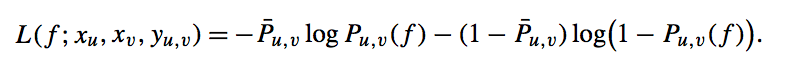 L(f; x_u, x_v, y_{u,v}) = −P̄_{u,v} log P_{u,v}(f) − (1 − P̄_{u,v}) log(1 − P_{u,v}(f)).